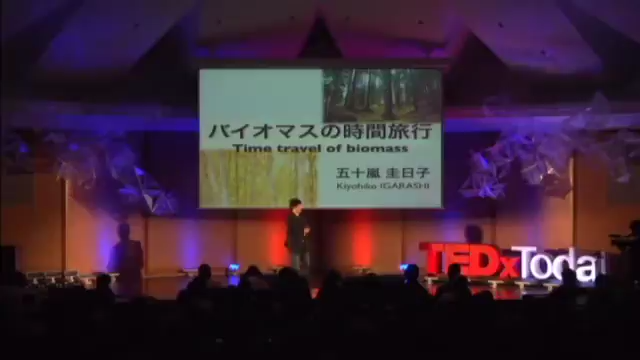 バイオマスの時間旅行
Time travel of biomass
五十嵐 圭日子
Kiyohiko IGARASHI
TEDxTodai